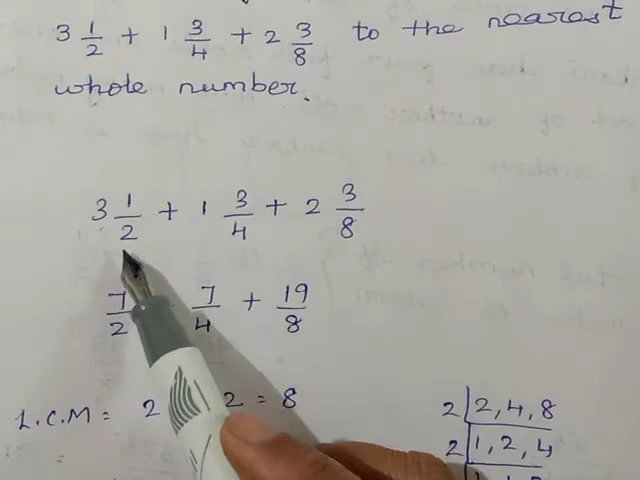 3 1/2 + 1 3/4 + 2 3/8 to the nearest
whole number.
3 1/2 + 1 3/4 + 2 3/8
7/2 7/4 + 19/8
L.C.M = 2 2 = 8
=
2 | 2, 4, 8
2 | 1, 2, 4